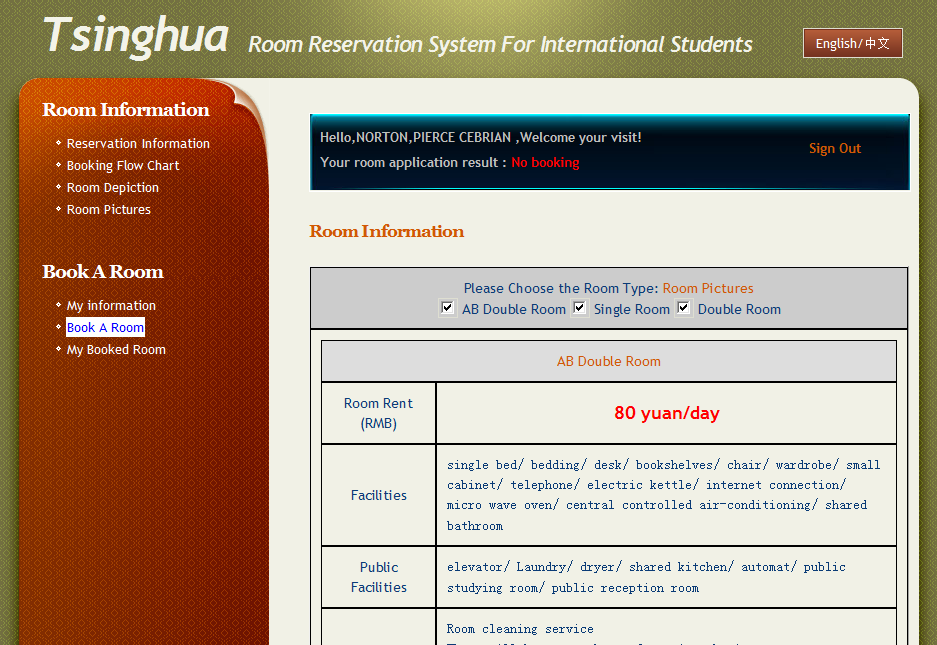 Tsinghua Room Reservation System For International Students
English/中文
Room Information
Reservation Information
Booking Flow Chart
Room Depiction
Room Pictures
Book A Room
My information
Book A Room
My Booked Room
Hello,NORTON,PIERCE CEBRIAN ,Welcome your visit!
Sign Out
Your room application result : No booking
Room Information
Please Choose the Room Type: Room Pictures
AB Double Room Single Room Double Room
AB Double Room
Room Rent
(RMB)
80 yuan/day
Facilities
single bed/ bedding/ desk/ bookshelves/ chair/ wardrobe/ small
cabinet/ telephone/ electric kettle/ internet connection/
micro wave oven/ central controlled air-conditioning/ shared
bathroom
Public
Facilities
elevator/ Laundry/ dryer/ shared kitchen/ automat/ public
studying room/ public reception room
Room cleaning service